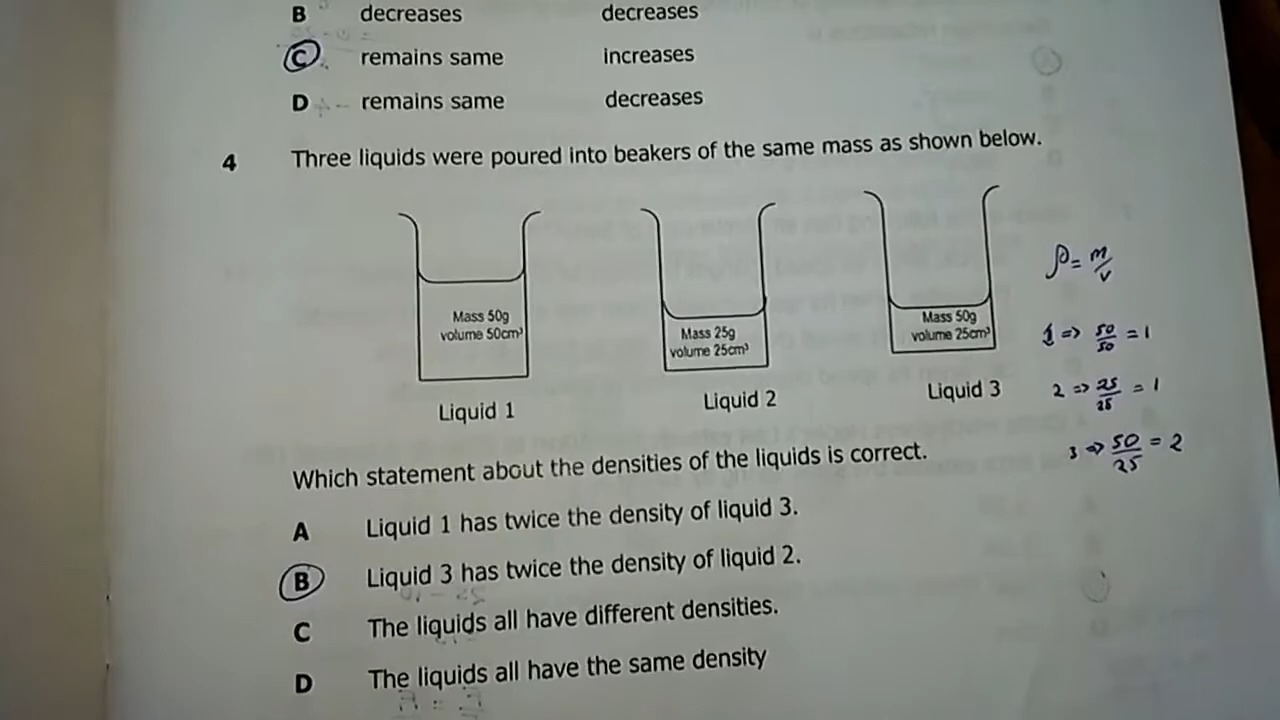 B decreases decreases
C remains same increases
D remains same decreases
4 Three liquids were poured into beakers of the same mass as shown below.
Mass 50g
volume 50cm³
Liquid 1
Mass 25g
volume 25cm³
Liquid 2
Mass 50g
volume 25cm³
Liquid 3
ρ = m/v
1 => 50/50 = 1
2 => 25/25 = 1
3 => 50/25 = 2
Which statement about the densities of the liquids is correct.
A Liquid 1 has twice the density of liquid 3.
B Liquid 3 has twice the density of liquid 2.
C The liquids all have different densities.
D The liquids all have the same density